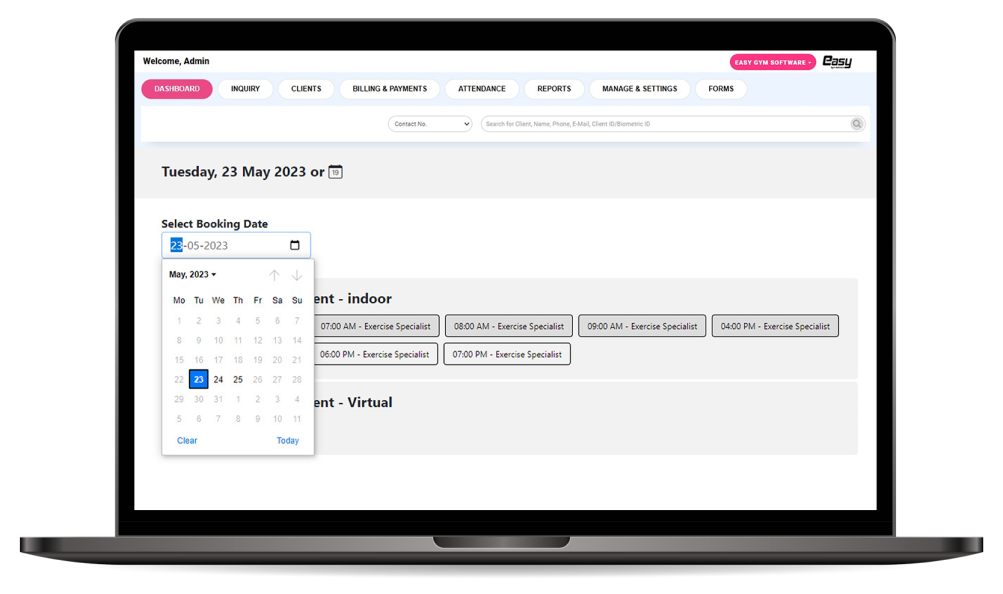 Welcome, Admin
EASY GYM SOFTWARE
Easy
DASHBOARD INQUIRY CLIENTS BILLING & PAYMENTS ATTENDANCE REPORTS MANAGE & SETTINGS FORMS
Contact No. Search for Client, Name, Phone, E-Mail, Client ID/Biometric ID
Tuesday, 23 May 2023 or 19
Select Booking Date
23-05-2023
May, 2023
Mo Tu We Th Fr Sa Su
1 2 3 4 5 6 7
8 9 10 11 12 13 14
15 16 17 18 19 20 21
22 23 24 25 26 27 28
29 30 31 1 2 3 4
5 6 7 8 9 10 11
Clear Today
ent - indoor
07:00 AM - Exercise Specialist 08:00 AM - Exercise Specialist 09:00 AM - Exercise Specialist 04:00 PM - Exercise Specialist
06:00 PM - Exercise Specialist 07:00 PM - Exercise Specialist
ent - Virtual